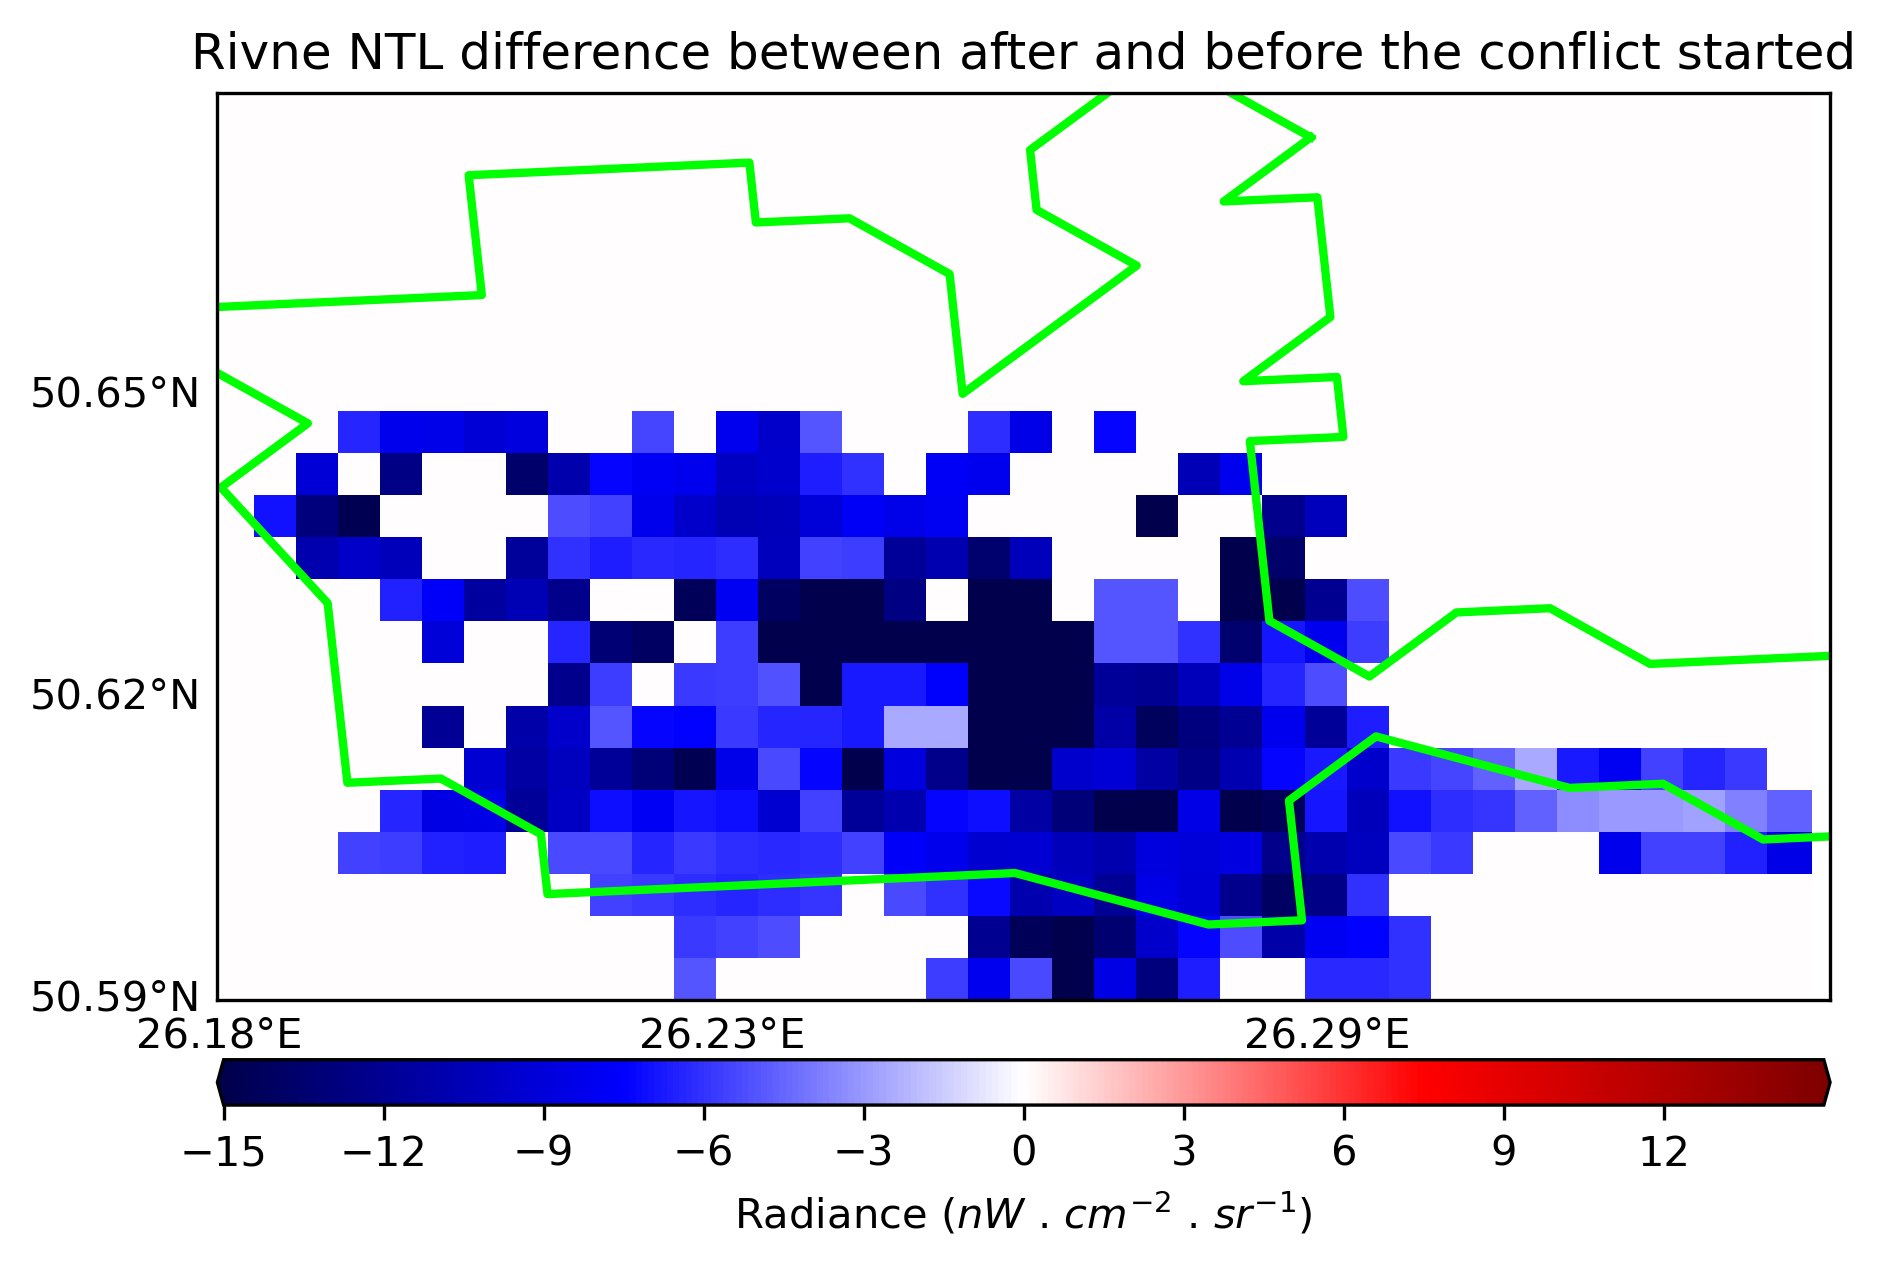 Rivne NTL difference between after and before the conflict started
50.65°N
50.62°N
50.59°N
26.18°E 26.23°E 26.29°E
−15 −12 −9 −6 −3 0 3 6 9 12
Radiance (nW . cm⁻² . sr⁻¹)